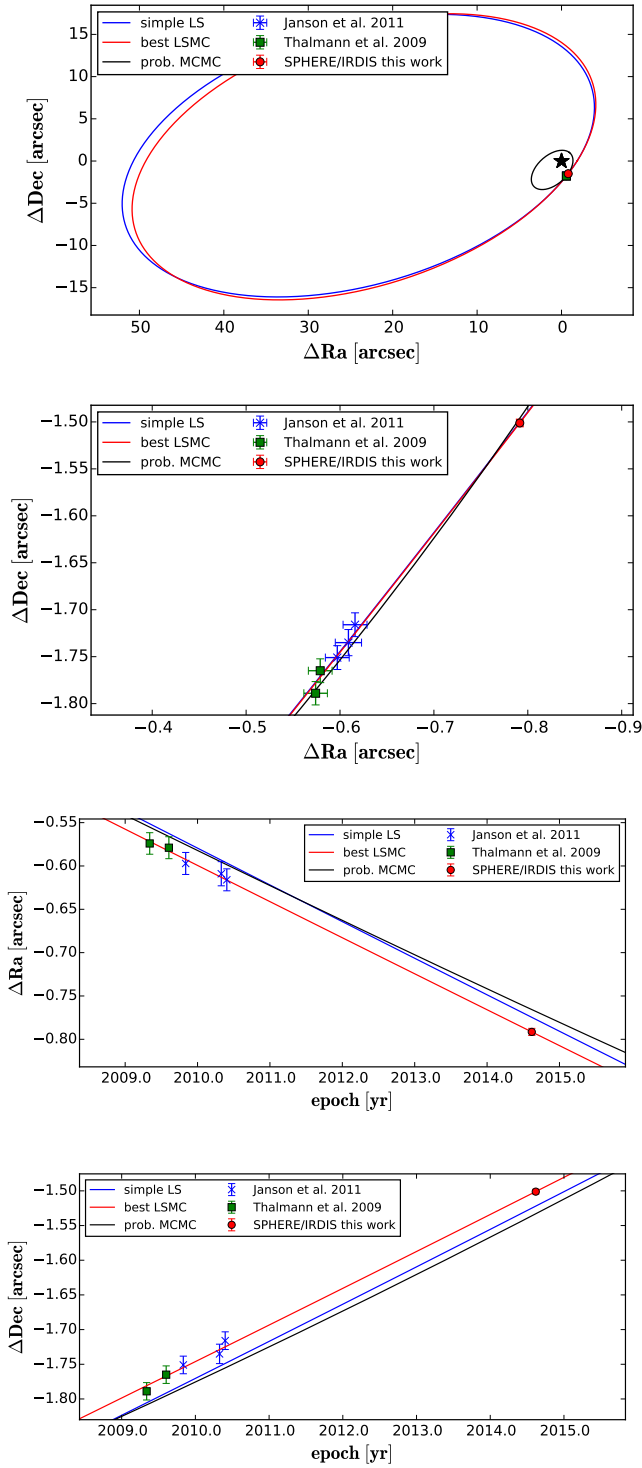 simple LS
best LSMC
prob. MCMC
Janson et al. 2011
Thalmann et al. 2009
SPHERE/IRDIS this work
15
10
5
0
−5
−10
−15
ΔDec [arcsec]
50 40 30 20 10 0
ΔRa [arcsec]
simple LS
best LSMC
prob. MCMC
Janson et al. 2011
Thalmann et al. 2009
SPHERE/IRDIS this work
−1.50
−1.55
−1.60
−1.65
−1.70
−1.75
−1.80
ΔDec [arcsec]
−0.4 −0.5 −0.6 −0.7 −0.8 −0.9
ΔRa [arcsec]
simple LS
best LSMC
prob. MCMC
Janson et al. 2011
Thalmann et al. 2009
SPHERE/IRDIS this work
−0.55
−0.60
−0.65
−0.70
−0.75
−0.80
ΔRa [arcsec]
2009.0 2010.0 2011.0 2012.0 2013.0 2014.0 2015.0
epoch [yr]
simple LS
best LSMC
prob. MCMC
Janson et al. 2011
Thalmann et al. 2009
SPHERE/IRDIS this work
−1.50
−1.55
−1.60
−1.65
−1.70
−1.75
−1.80
ΔDec [arcsec]
2009.0 2010.0 2011.0 2012.0 2013.0 2014.0 2015.0
epoch [yr]